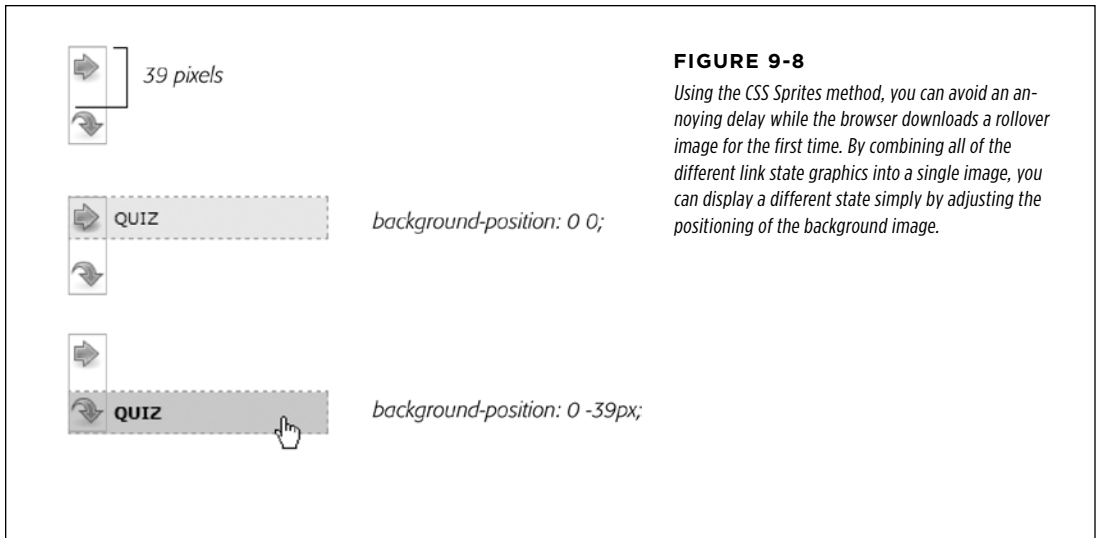 39 pixels
FIGURE 9-8
Using the CSS Sprites method, you can avoid an an-
noying delay while the browser downloads a rollover
image for the first time. By combining all of the
different link state graphics into a single image, you
can display a different state simply by adjusting the
positioning of the background image.
QUIZ
background-position: 0 0;
QUIZ
background-position: 0 -39px;